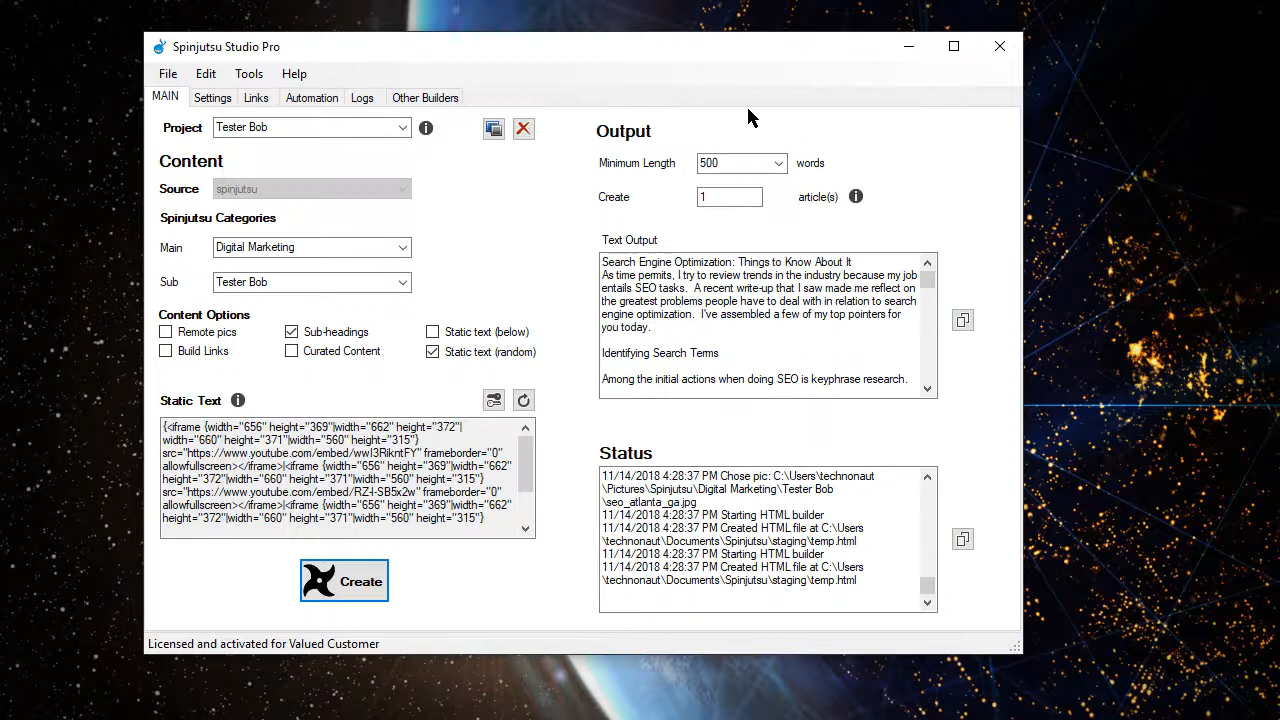 Spinjutsu Studio Pro
File Edit Tools Help
MAIN Settings Links Automation Logs Other Builders
Project Tester Bob
Content
Source spinjutsu
Spinjutsu Categories
Main Digital Marketing
Sub Tester Bob
Content Options
Remote pics Sub-headings Static text (below)
Build Links Curated Content Static text (random)
Static Text
{<iframe {width="656" height="369"|width="662" height="372"|
width="660" height="371"|width="560" height="315"}
src="https://www.youtube.com/embed/wwI3RikntFY" frameborder="0"
allowfullscreen></iframe>|<iframe {width="656" height="369"|width="662"
height="372"|width="660" height="371"|width="560" height="315"}
src="https://www.youtube.com/embed/RZ-I-SB5x2w" frameborder="0"
allowfullscreen></iframe>|<iframe {width="656" height="369"|width="662"
height="372"|width="660" height="371"|width="560" height="315"}
Create
Output
Minimum Length 500 words
Create 1 article(s)
Text Output
Search Engine Optimization: Things to Know About It
As time permits, I try to review trends in the industry because my job
entails SEO tasks. A recent write-up that I saw made me reflect on
the greatest problems people have to deal with in relation to search
engine optimization. I've assembled a few of my top pointers for
you today.
Identifying Search Terms
Among the initial actions when doing SEO is keyphrase research.
Status
11/14/2018 4:28:37 PM Chose pic: C:\Users\technonaut
\Pictures\Spinjutsu\Digital Marketing\Tester Bob
\seo_atlanta_ga.jpg
11/14/2018 4:28:37 PM Starting HTML builder
11/14/2018 4:28:37 PM Created HTML file at C:\Users
\technonaut\Documents\Spinjutsu\staging\temp.html
11/14/2018 4:28:37 PM Starting HTML builder
11/14/2018 4:28:37 PM Created HTML file at C:\Users
\technonaut\Documents\Spinjutsu\staging\temp.html
Licensed and activated for Valued Customer